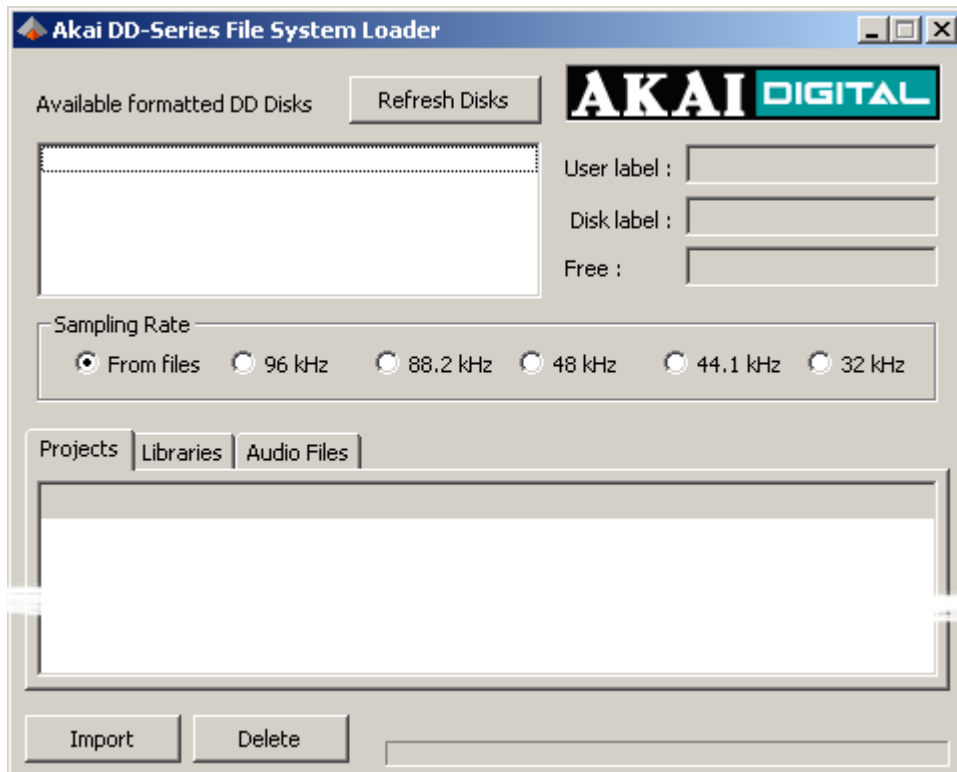 Akai DD-Series File System Loader
Available formatted DD Disks
Refresh Disks
AKAI DIGITAL
User label :
Disk label :
Free :
Sampling Rate
From files 96 kHz 88.2 kHz 48 kHz 44.1 kHz 32 kHz
Projects Libraries Audio Files
Import Delete